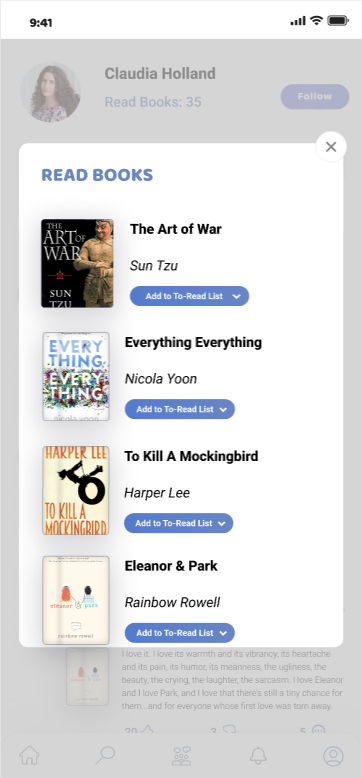 9:41
Claudia Holland
Read Books: 35
Follow
READ BOOKS
THE
ART OF
WAR
SUN
TZU
The Art of War
Sun Tzu
Add to To-Read List
EVERY
THING,
EVERY
THING
nicola yoon
Everything Everything
Nicola Yoon
Add to To-Read List
HARPER LEE
TO KILL A
MOCKINGBIRD
To Kill A Mockingbird
Harper Lee
Add to To-Read List
eleanor & park
rainbow rowell
Eleanor & Park
Rainbow Rowell
Add to To-Read List
I love it. I love its warmth and its vibrancy, its heartache
and its pain, its humor, its meanness, the ugliness, the
beauty, the crying, the laughter, the sarcasm. I love Eleanor
and I love Park, and I love that there's still a tiny chance for
them...and for everyone whose first love was torn away.
20
3
5